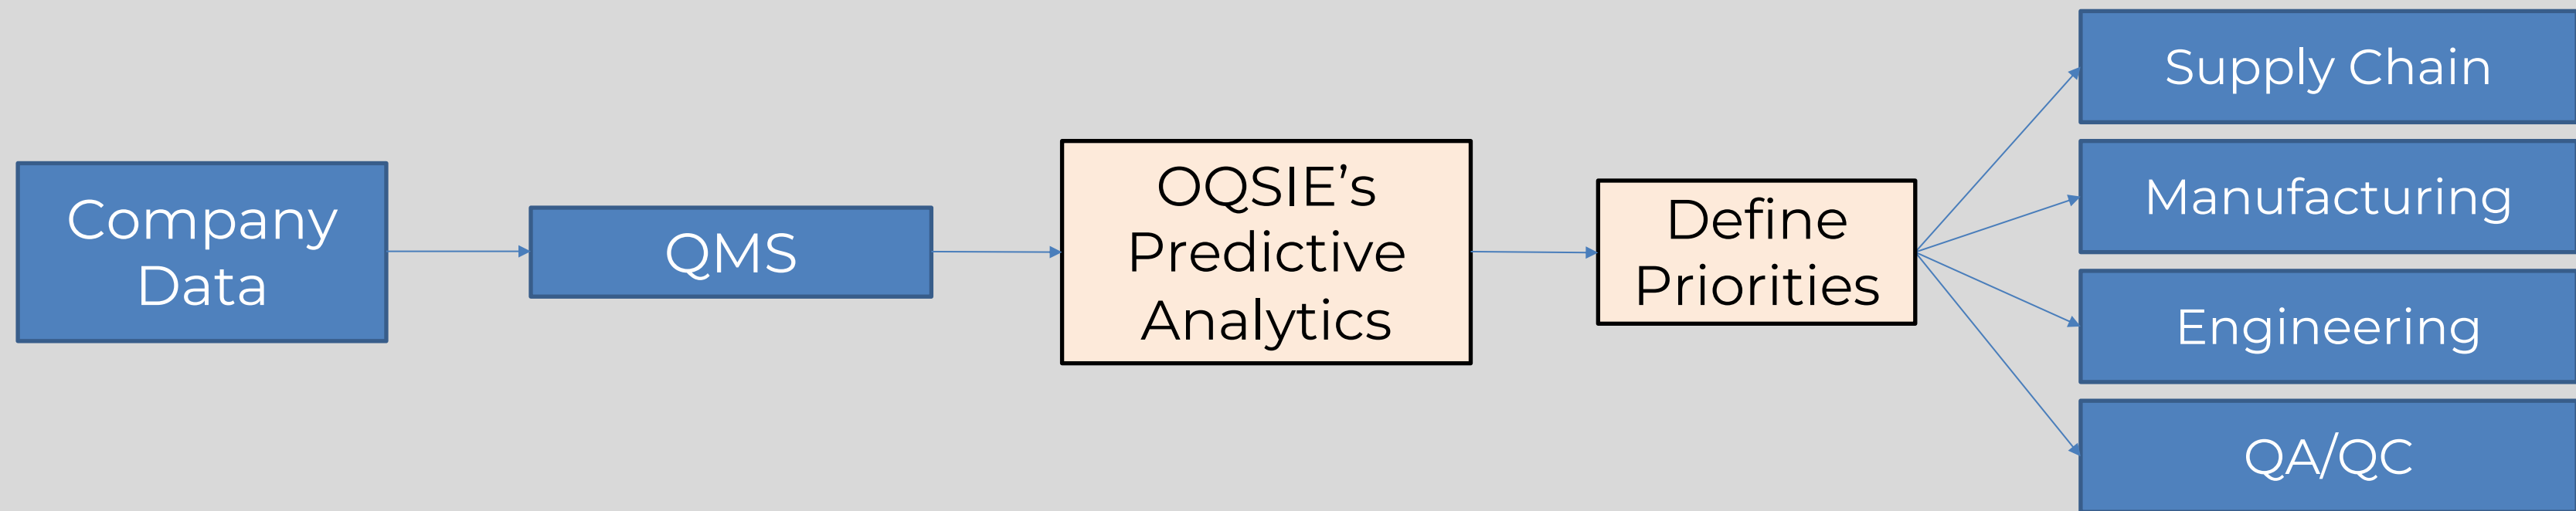 Company
Data
QMS
OQSIE’s
Predictive
Analytics
Define
Priorities
Supply Chain
Manufacturing
Engineering
QA/QC